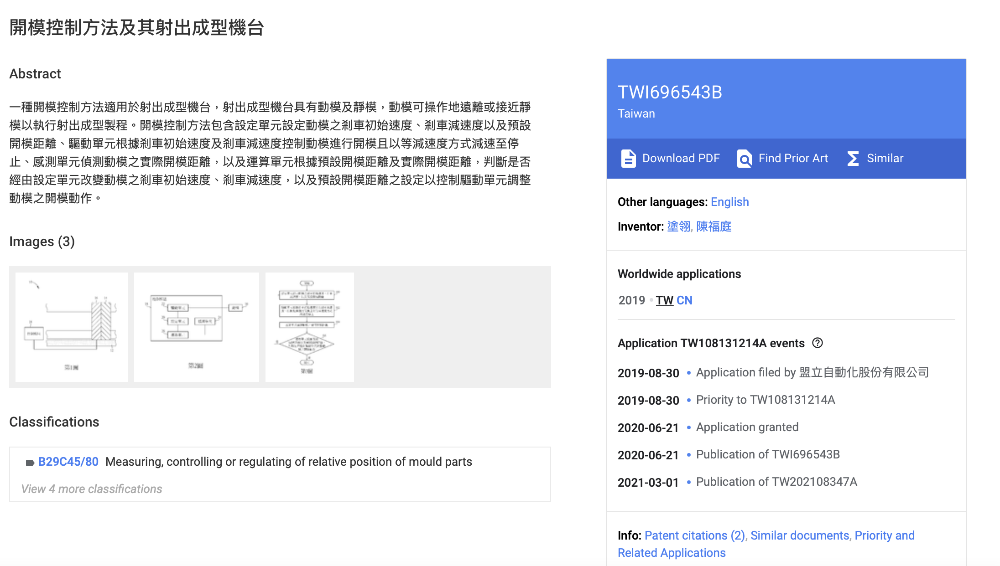 開模控制方法及其射出成型機台
Abstract
一種開模控制方法適用於射出成型機台，射出成型機台具有動模及靜模，動模可操作地遠離或接近靜
模以執行射出成型製程。開模控制方法包含設定單元設定動模之剎車初始速度、剎車減速度以及預設
開模距離、驅動單元根據剎車初始速度及剎車減速度控制動模進行開模且以等減速度方式減速至停
止、感測單元偵測動模之實際開模距離，以及運算單元根據預設開模距離及實際開模距離，判斷是否
經由設定單元改變動模之剎車初始速度、剎車減速度，以及預設開模距離之設定以控制驅動單元調整
動模之開模動作。
Images (3)
第1圖
第2圖
第3圖
Classifications
B29C45/80 Measuring, controlling or regulating of relative position of mould parts
View 4 more classifications
TWI696543B
Taiwan
Download PDF Find Prior Art Similar
Other languages: English
Inventor: 塗翎, 陳福庭
Worldwide applications
2019 • TW CN
Application TW108131214A events
2019-08-30 • Application filed by 盟立自動化股份有限公司
2019-08-30 • Priority to TW108131214A
2020-06-21 • Application granted
2020-06-21 • Publication of TWI696543B
2021-03-01 • Publication of TW202108347A
Info: Patent citations (2), Similar documents, Priority and
Related Applications